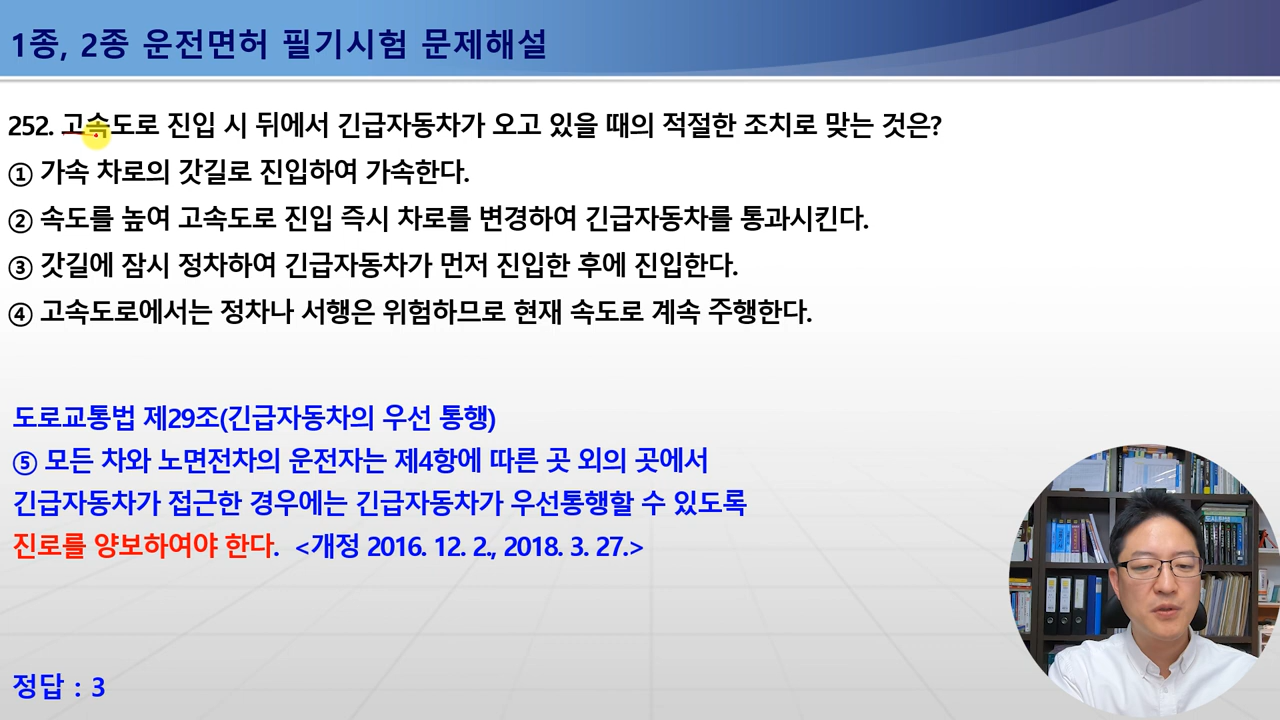 1종, 2종 운전면허 필기시험 문제해설
252. 고속도로 진입 시 뒤에서 긴급자동차가 오고 있을 때의 적절한 조치로 맞는 것은?
① 가속 차로의 갓길로 진입하여 가속한다.
② 속도를 높여 고속도로 진입 즉시 차로를 변경하여 긴급자동차를 통과시킨다.
③ 갓길에 잠시 정차하여 긴급자동차가 먼저 진입한 후에 진입한다.
④ 고속도로에서는 정차나 서행은 위험하므로 현재 속도로 계속 주행한다.
도로교통법 제29조(긴급자동차의 우선 통행)
⑤ 모든 차와 노면전차의 운전자는 제4항에 따른 곳 외의 곳에서
긴급자동차가 접근한 경우에는 긴급자동차가 우선통행할 수 있도록
진로를 양보하여야 한다. <개정 2016. 12. 2., 2018. 3. 27.>
정답 : 3